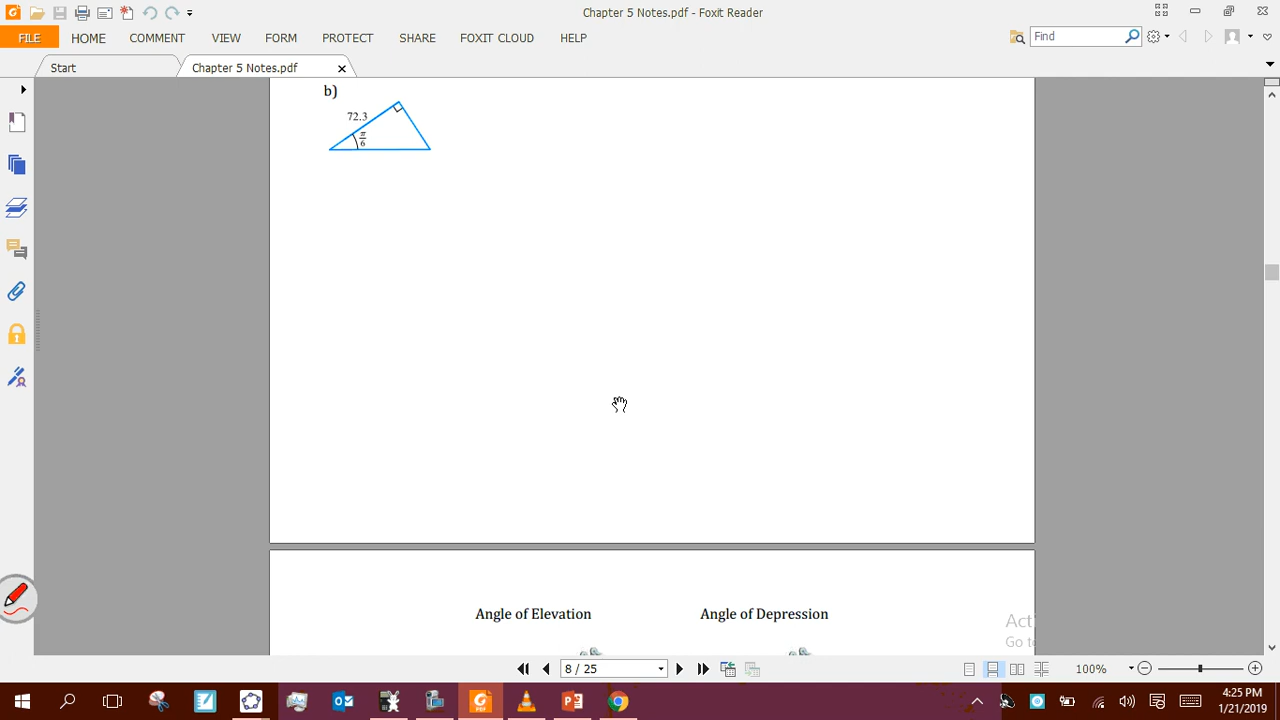 Chapter 5 Notes.pdf - Foxit Reader
FILE HOME COMMENT VIEW FORM PROTECT SHARE FOXIT CLOUD HELP
Find
Start
Chapter 5 Notes.pdf
b)
72.3
π
6
Angle of Elevation Angle of Depression
Act
Go t
8 / 25
100%
4:25 PM
1/21/2019